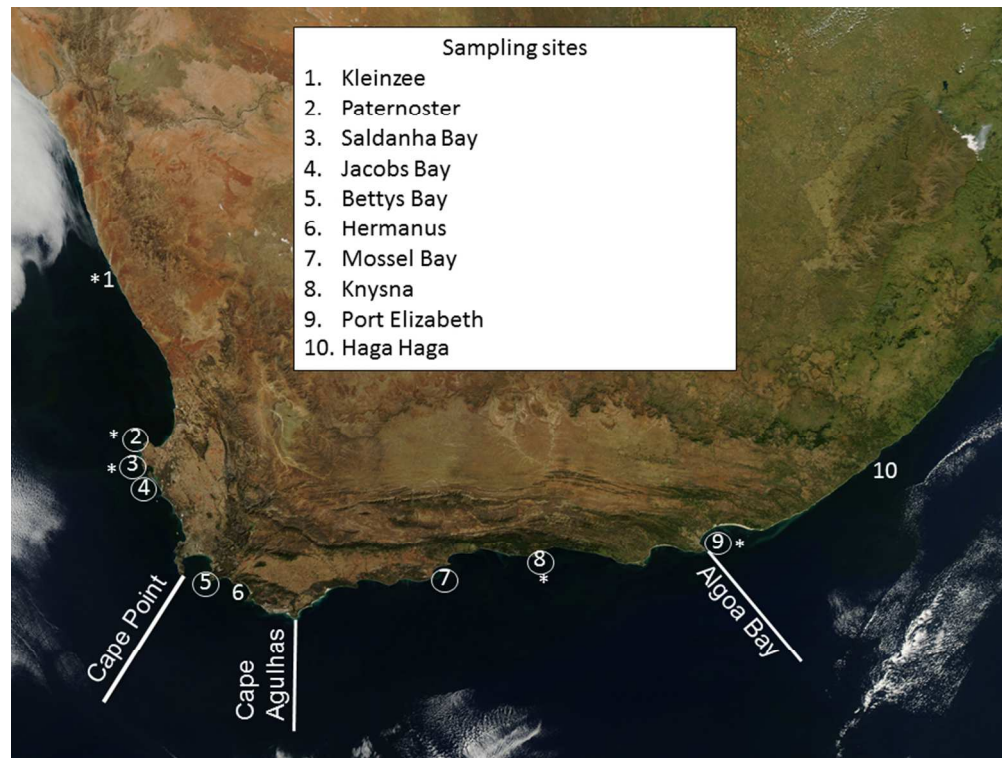 Sampling sites
1. Kleinzee
2. Paternoster
3. Saldanha Bay
4. Jacobs Bay
5. Bettys Bay
6. Hermanus
7. Mossel Bay
8. Knysna
9. Port Elizabeth
10. Haga Haga
*1
* 2
* 3
4
10
9 *
8
*
7
5
6
Cape Point
Cape
Agulhas
Algoa Bay